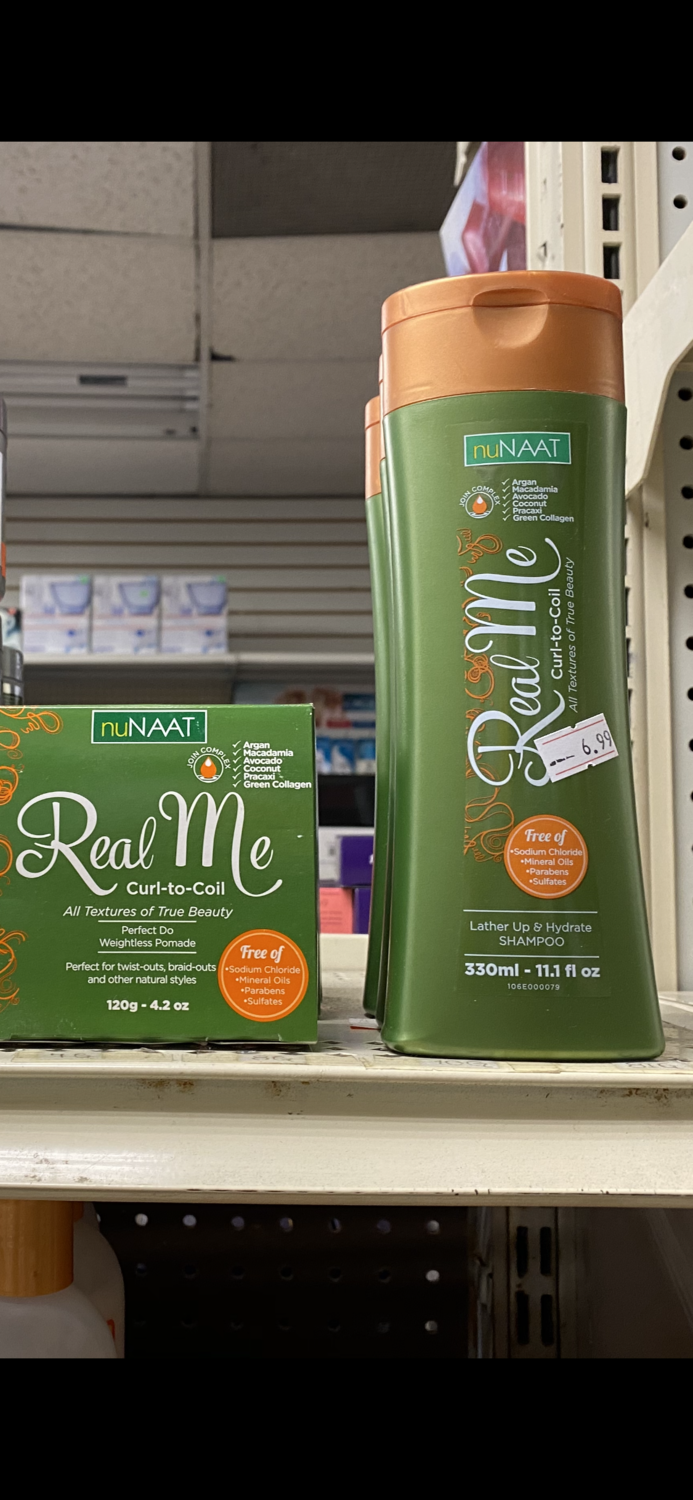 nuNAAT
JOIN COMPLEX
✓ Argan
✓ Macadamia
✓ Avocado
✓ Coconut
✓ Pracaxi
✓ Green Collagen
Real Me
Curl-to-Coil
All Textures of True Beauty
Perfect Do
Weightless Pomade
Perfect for twist-outs, braid-outs
and other natural styles
120g - 4.2 oz
Free of
•Sodium Chloride
•Mineral Oils
•Parabens
•Sulfates
nuNAAT
JOIN COMPLEX
✓ Argan
✓ Macadamia
✓ Avocado
✓ Coconut
✓ Pracaxi
✓ Green Collagen
Real Me
Curl-to-Coil
All Textures of True Beauty
6.99
Free of
•Sodium Chloride
•Mineral Oils
•Parabens
•Sulfates
Lather Up & Hydrate
SHAMPOO
330ml - 11.1 fl oz
106E000079